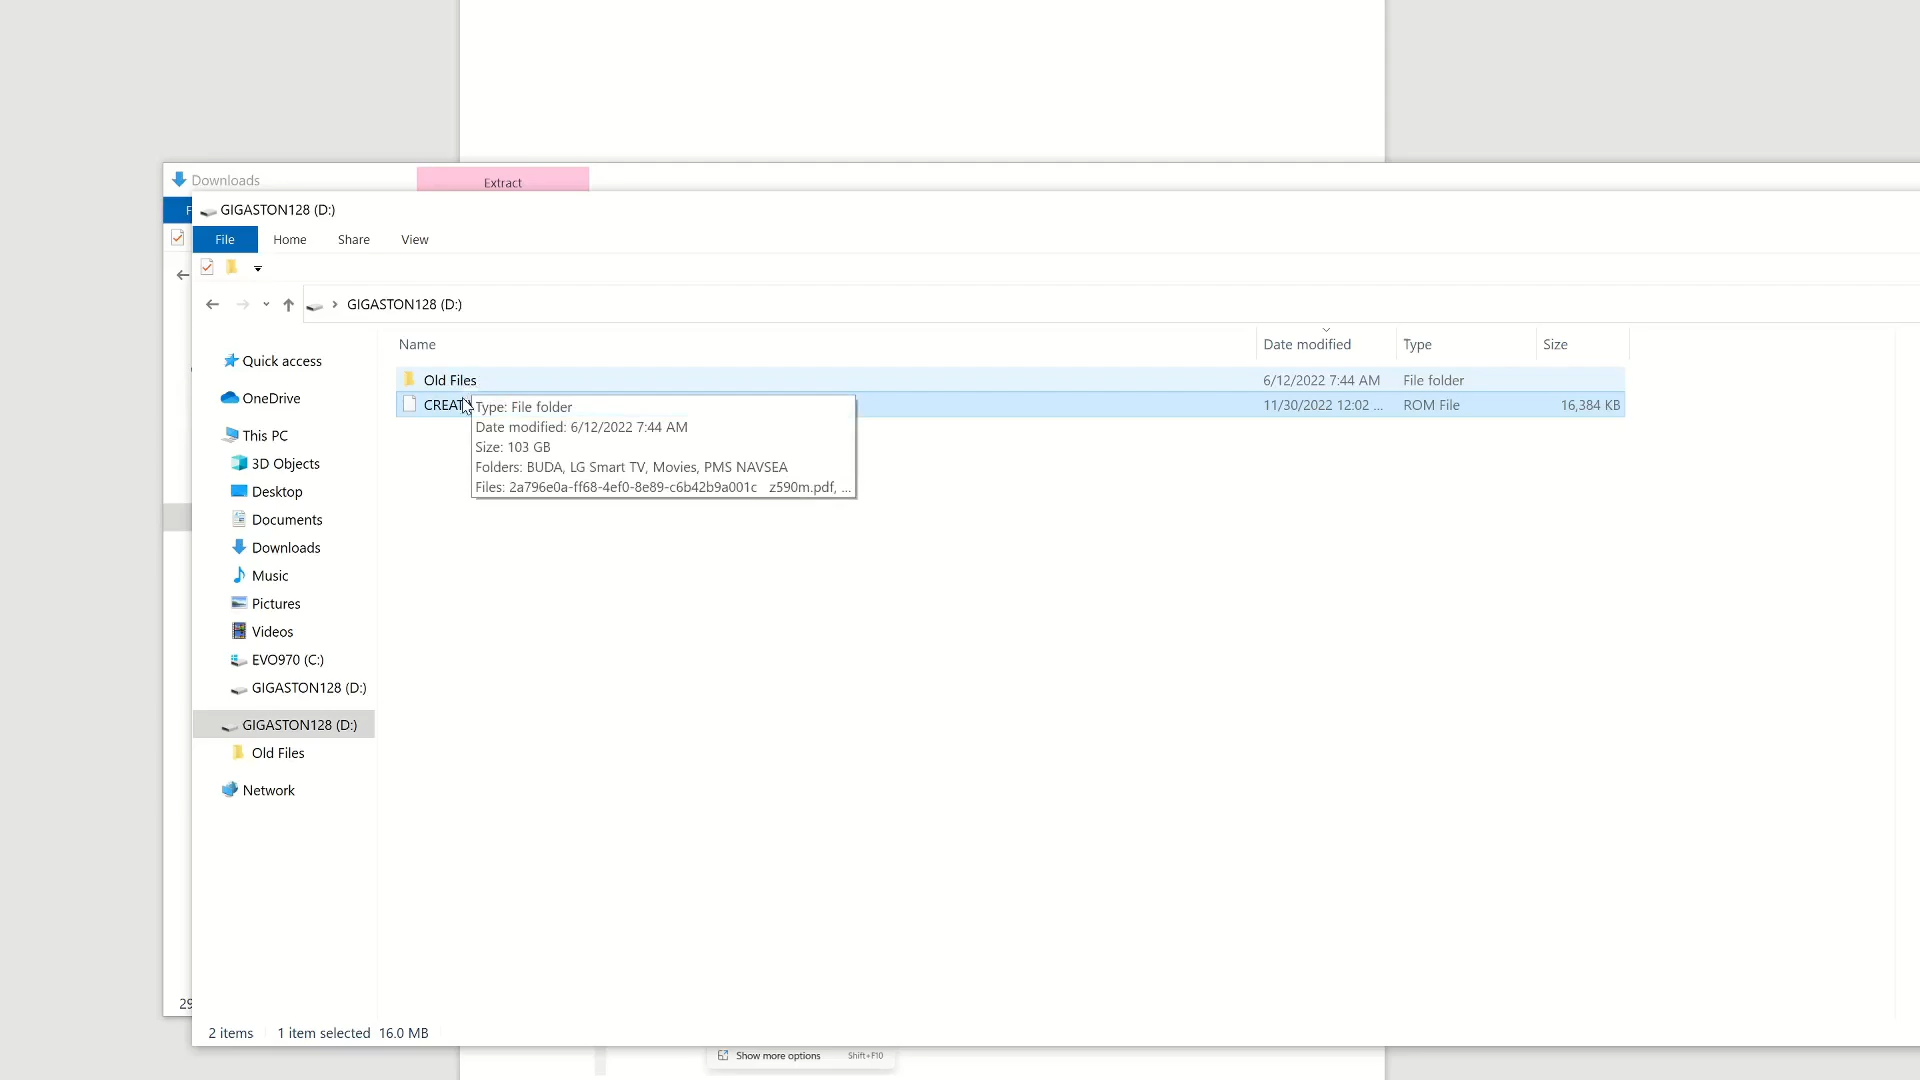 Downloads
Extract
GIGASTON128 (D:)
File Home Share View
GIGASTON128 (D:)
Name Date modified Type Size
Quick access
Old Files 6/12/2022 7:44 AM File folder
OneDrive
CREAT 11/30/2022 12:02 ... ROM File 16,384 KB
Type: File folder
Date modified: 6/12/2022 7:44 AM
Size: 103 GB
Folders: BUDA, LG Smart TV, Movies, PMS NAVSEA
Files: 2a796e0a-ff68-4ef0-8e89-c6b42b9a001c z590m.pdf, ...
This PC
3D Objects
Desktop
Documents
Downloads
Music
Pictures
Videos
EVO970 (C:)
GIGASTON128 (D:)
GIGASTON128 (D:)
Old Files
Network
29
2 items 1 item selected 16.0 MB
Show more options Shift+F10